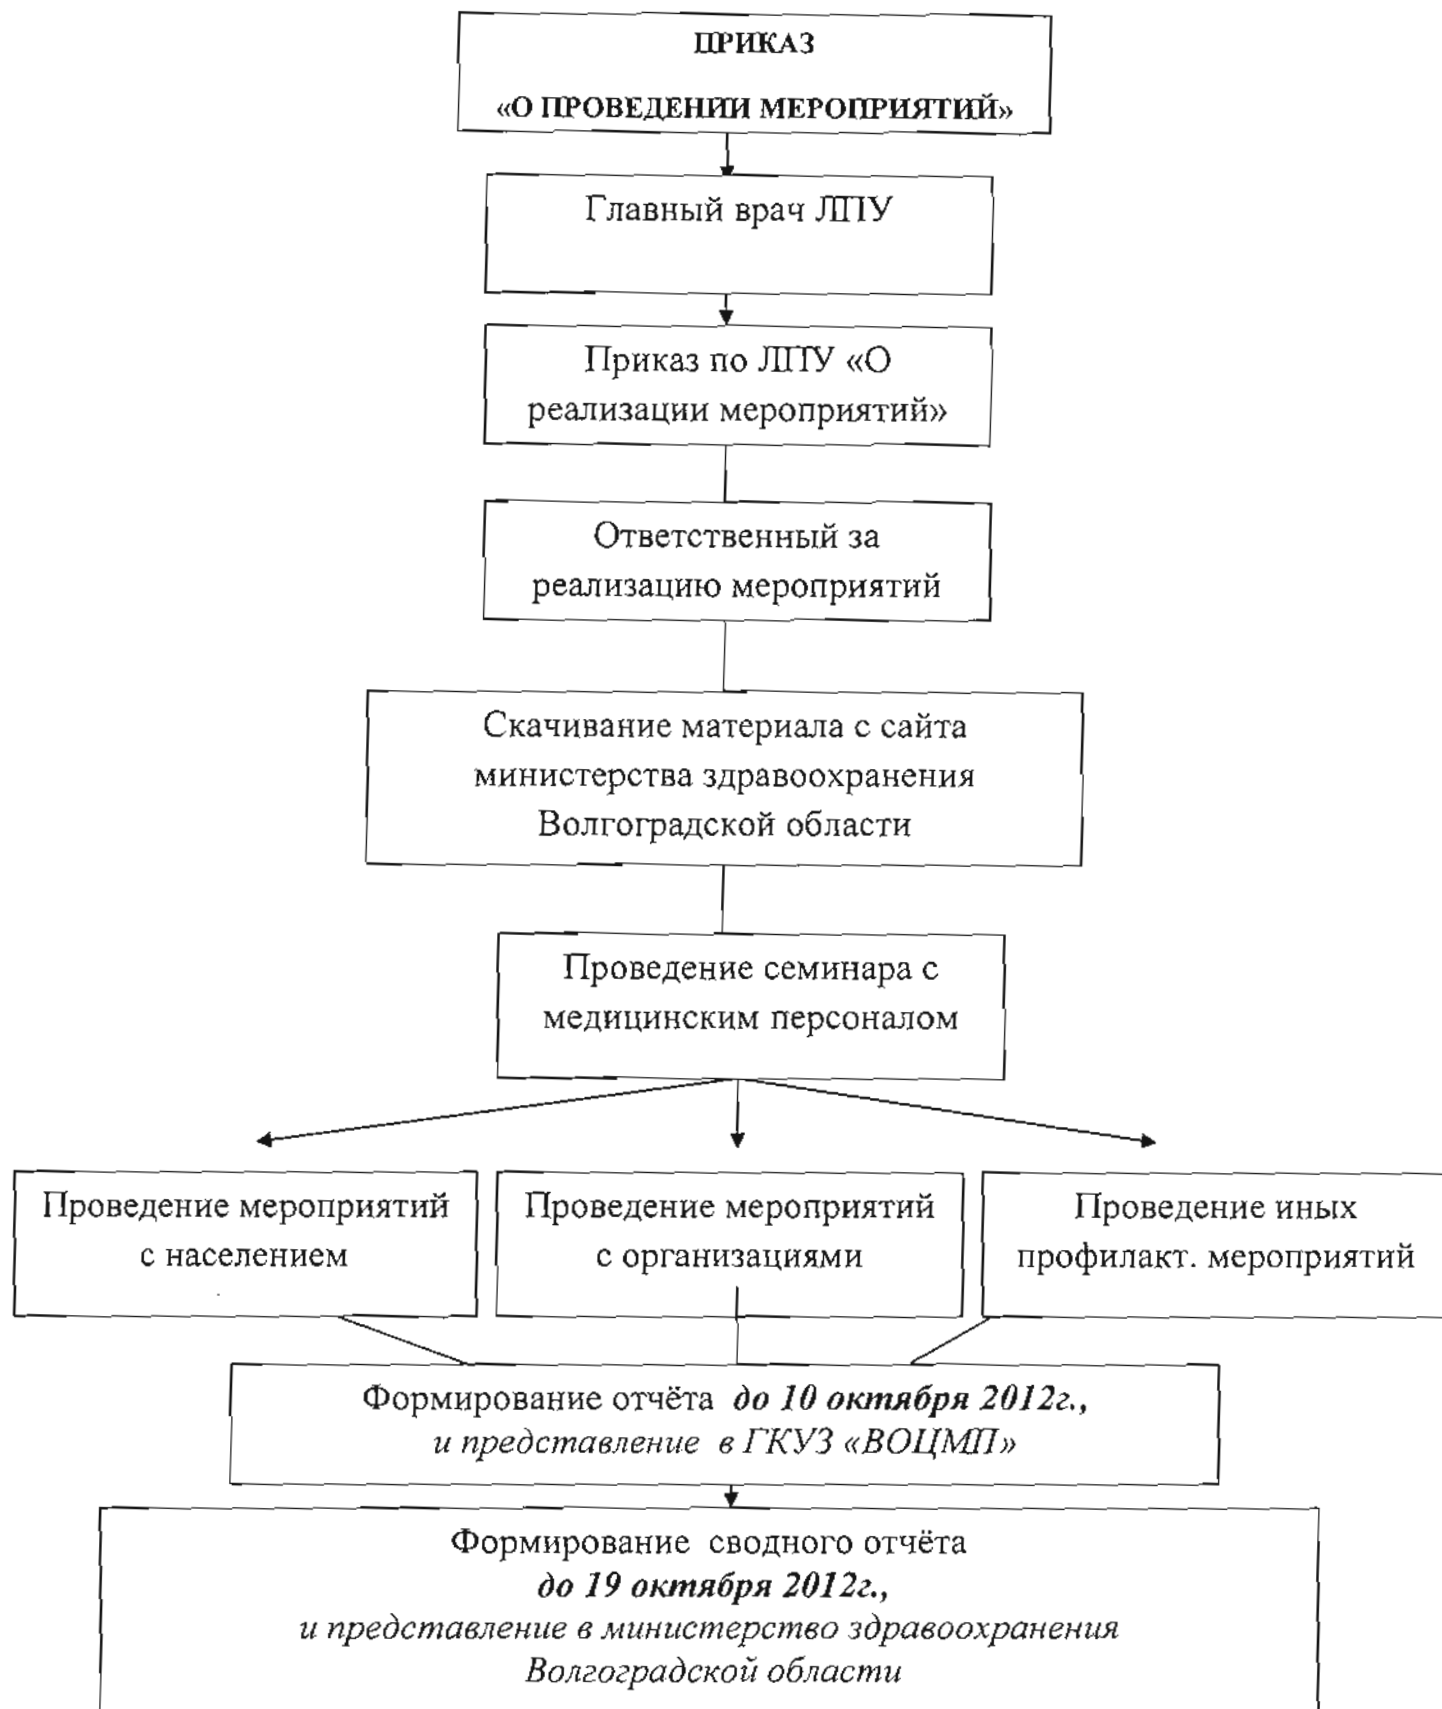 ПРИКАЗ
«О ПРОВЕДЕНИИ МЕРОПРИЯТИЙ»
Главный врач ЛПУ
Приказ по ЛПУ «О
реализации мероприятий»
Ответственный за
реализацию мероприятий
Скачивание материала с сайта
министерства здравоохранения
Волгоградской области
Проведение семинара с
медицинским персоналом
Проведение мероприятий
с населением
Проведение мероприятий
с организациями
Проведение иных
профилакт. мероприятий
Формирование отчёта до 10 октября 2012г.,
и представление в ГКУЗ «ВОЦМП»
Формирование сводного отчёта
до 19 октября 2012г.,
и представление в министерство здравоохранения
Волгоградской области